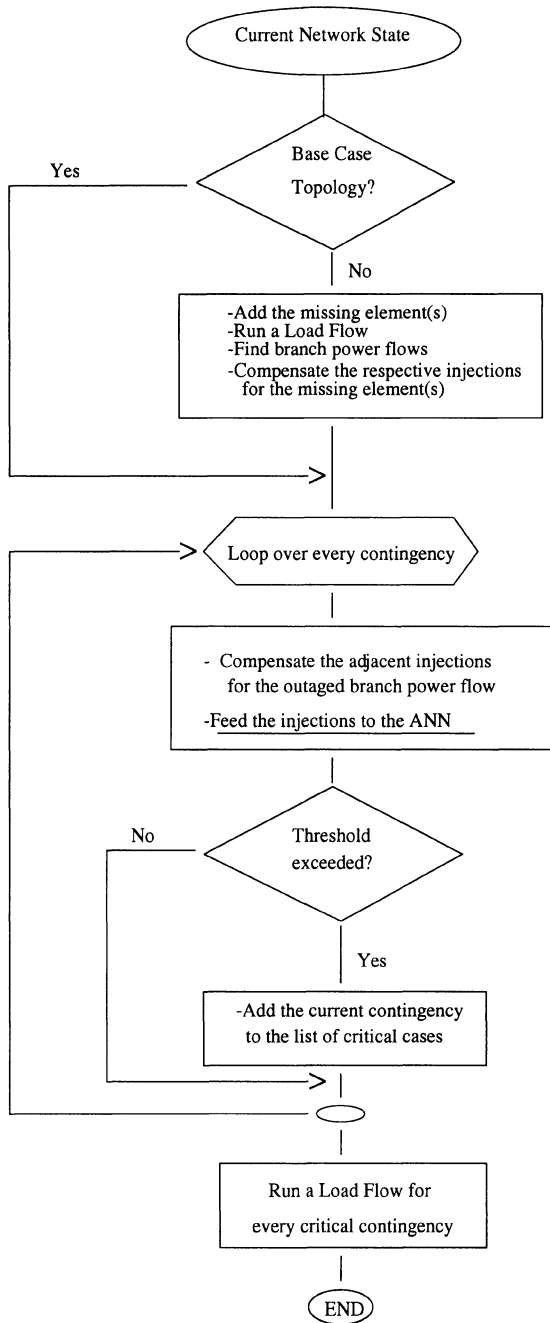 Current Network State
Base Case
Topology?
Yes
No
-Add the missing element(s)
-Run a Load Flow
-Find branch power flows
-Compensate the respective injections
for the missing element(s)
Loop over every contingency
- Compensate the adjacent injections
for the outaged branch power flow
-Feed the injections to the ANN
No
Threshold
exceeded?
Yes
-Add the current contingency
to the list of critical cases
Run a Load Flow for
every critical contingency
END